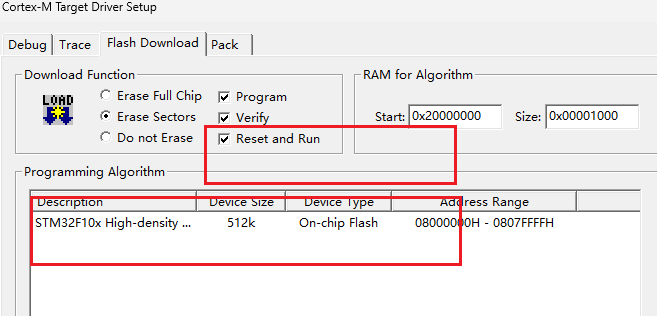 Cortex-M Target Driver Setup
Debug Trace Flash Download Pack
Download Function
LOAD
Erase Full Chip
Erase Sectors
Do not Erase
Program
Verify
Reset and Run
RAM for Algorithm
Start: 0x20000000 Size: 0x00001000
Programming Algorithm
Description Device Size Device Type Address Range
STM32F10x High-density ... 512k On-chip Flash 08000000H - 0807FFFFH